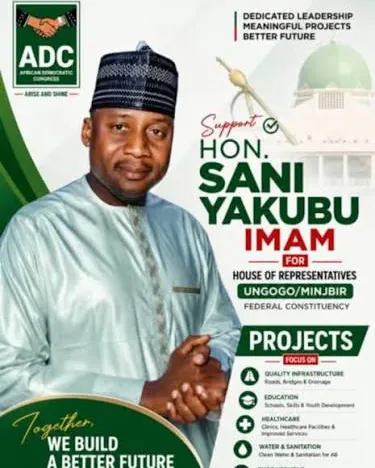 ADC
AFRICAN DEMOCRATIC
CONGRESS
ARISE AND SHINE
DEDICATED LEADERSHIP
MEANINGFUL PROJECTS
BETTER FUTURE
Support
HON.
SANI
YAKUBU
IMAM
FOR
HOUSE OF REPRESENTATIVES
UNGOGO/MINJBIR
FEDERAL CONSTITUENCY
PROJECTS
FOCUS ON
QUALITY INFRASTRUCTURE
Roads, Bridges & Drainage
EDUCATION
Schools, Skills & Youth Development
HEALTHCARE
Clinics, Healthcare Facilities &
Improved Services
WATER & SANITATION
Clean Water & Sanitation for All
Together,
WE BUILD
A BETTER FUTURE